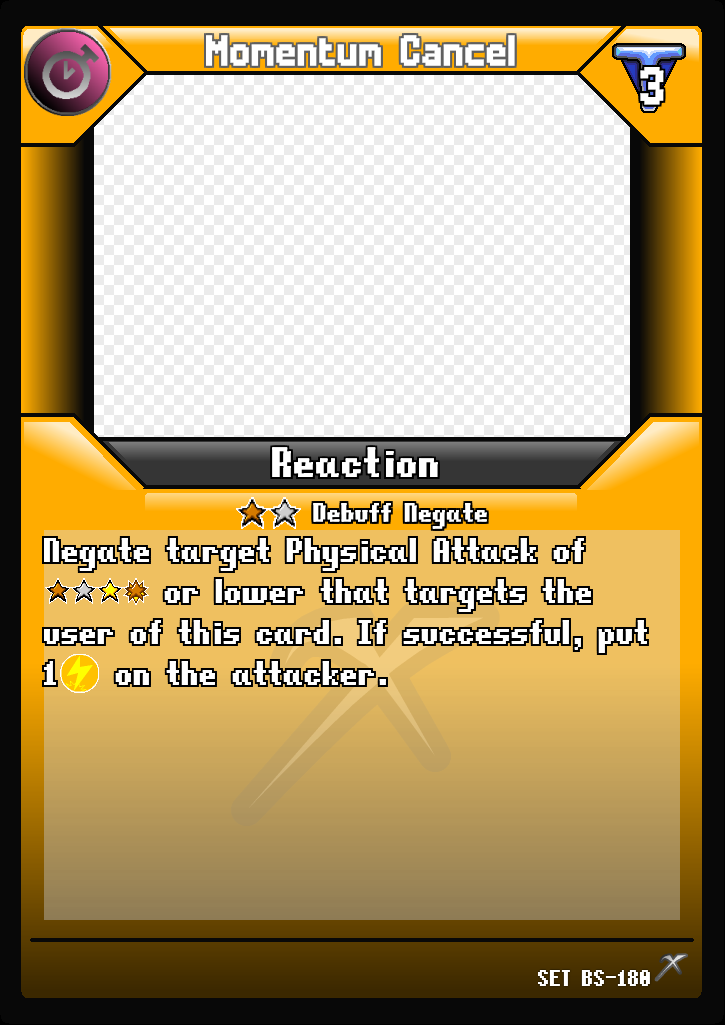 Momentum Cancel
3
Reaction
Debuff Negate
Negate target Physical Attack of
or lower that targets the
user of this card. If successful, put
1 on the attacker.
SET BS-180